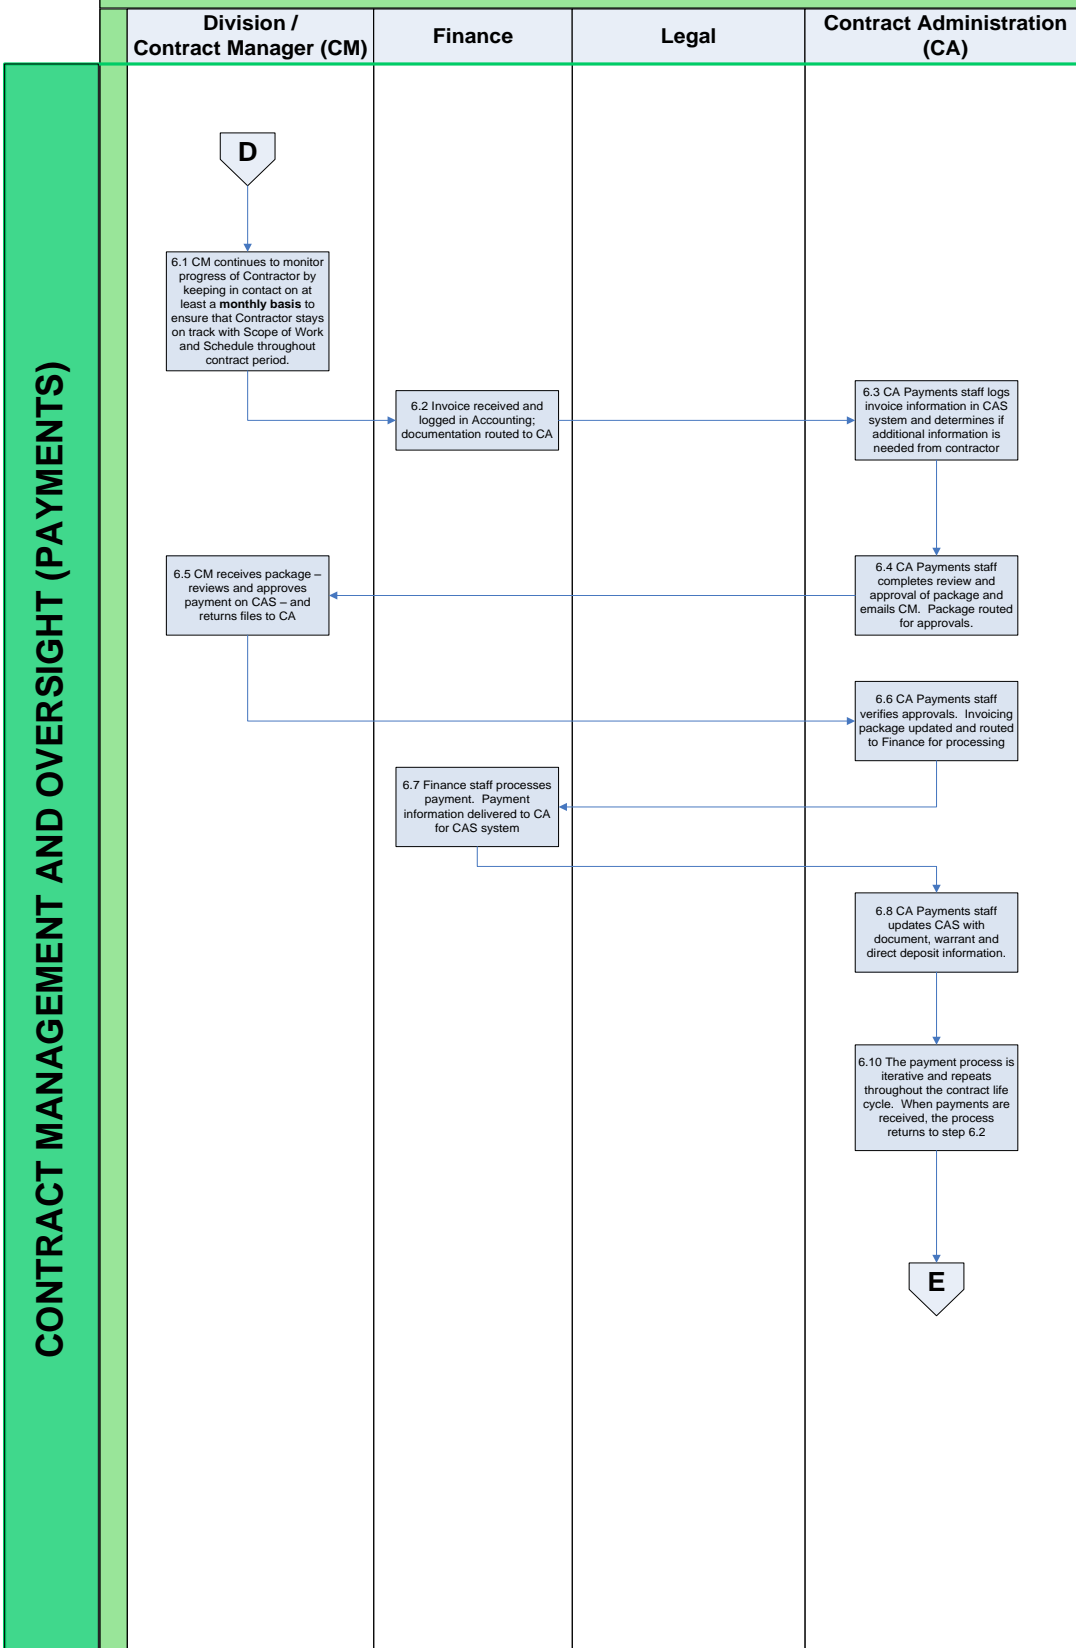 Division /
Contract Manager (CM)
Finance
Legal
Contract Administration
(CA)
CONTRACT MANAGEMENT AND OVERSIGHT (PAYMENTS)
D
6.1 CM continues to monitor
progress of Contractor by
keeping in contact on at
least a monthly basis to
ensure that Contractor stays
on track with Scope of Work
and Schedule throughout
contract period.
6.2 Invoice received and
logged in Accounting;
documentation routed to CA
6.3 CA Payments staff logs
invoice information in CAS
system and determines if
additional information is
needed from contractor
6.4 CA Payments staff
completes review and
approval of package and
emails CM. Package routed
for approvals.
6.5 CM receives package –
reviews and approves
payment on CAS – and
returns files to CA
6.6 CA Payments staff
verifies approvals. Invoicing
package updated and routed
to Finance for processing
6.7 Finance staff processes
payment. Payment
information delivered to CA
for CAS system
6.8 CA Payments staff
updates CAS with
document, warrant and
direct deposit information.
6.10 The payment process is
iterative and repeats
throughout the contract life
cycle. When payments are
received, the process
returns to step 6.2
E